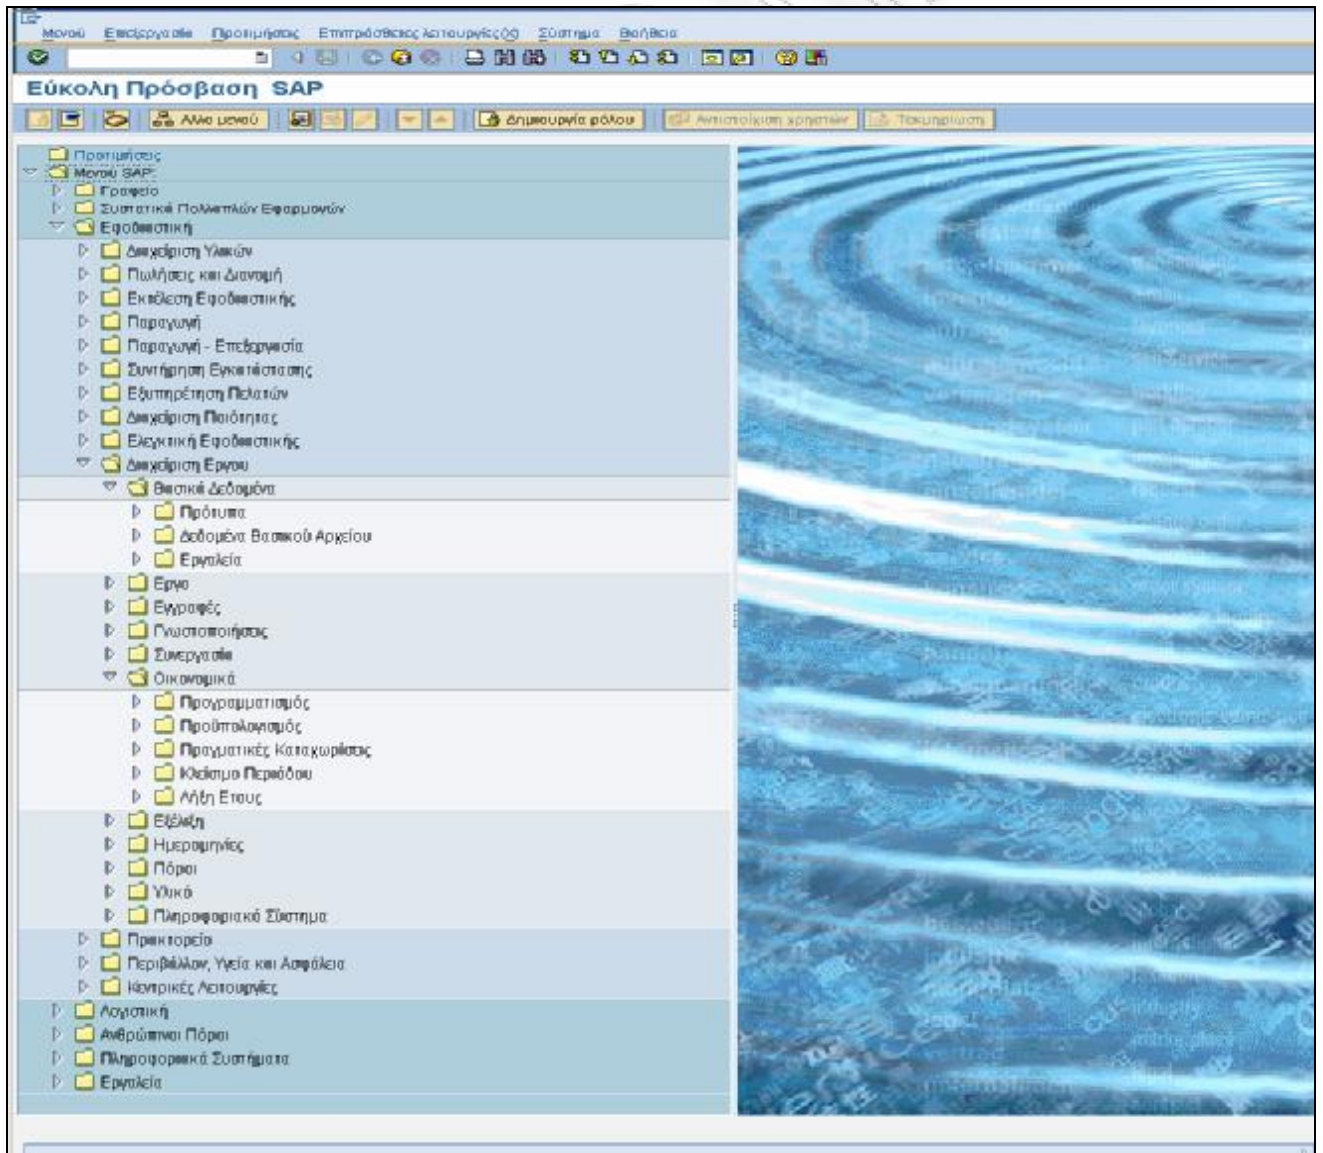 Μενού Επεξεργασία Προτιμήσεις Επιπρόσθετες λειτουργίες(χ) Σύστημα Βοήθεια
Εύκολη Πρόσβαση SAP
Άλλο μενού Δημιουργία ρόλου Αντιστοίχιση χρηστών Τεκμηρίωση
Προτιμήσεις
Μενού SAP:
Γραφείο
Συστατικά Πολλαπλών Εφαρμογών
Εφοδιαστική
Διαχείριση Υλικών
Πωλήσεις και Διανομή
Εκτέλεση Εφοδιαστικής
Παραγωγή
Παραγωγή - Επεξεργασία
Συντήρηση Εγκατάστασης
Εξυπηρέτηση Πελατών
Διαχείριση Ποιότητας
Ελεγκτική Εφοδιαστικής
Διαχείριση Εργου
Βασικά Δεδομένα
Πρότυπα
Δεδομένα Βασικού Αρχείου
Εργαλεία
Εργο
Εγγραφές
Γνωστοποιήσεις
Συνεργασία
Οικονομικά
Προγραμματισμός
Προϋπολογισμός
Πραγματικές Καταχωρίσεις
Κλείσιμο Περιόδου
Λήξη Ετους
Εξέλιξη
Ημερομηνίες
Πόροι
Υλικό
Πληροφοριακό Σύστημα
Πρακτορείο
Περιβάλλον, Υγεία και Ασφάλεια
Κεντρικές Λειτουργίες
Λογιστική
Ανθρώπινοι Πόροι
Πληροφοριακά Συστήματα
Εργαλεία